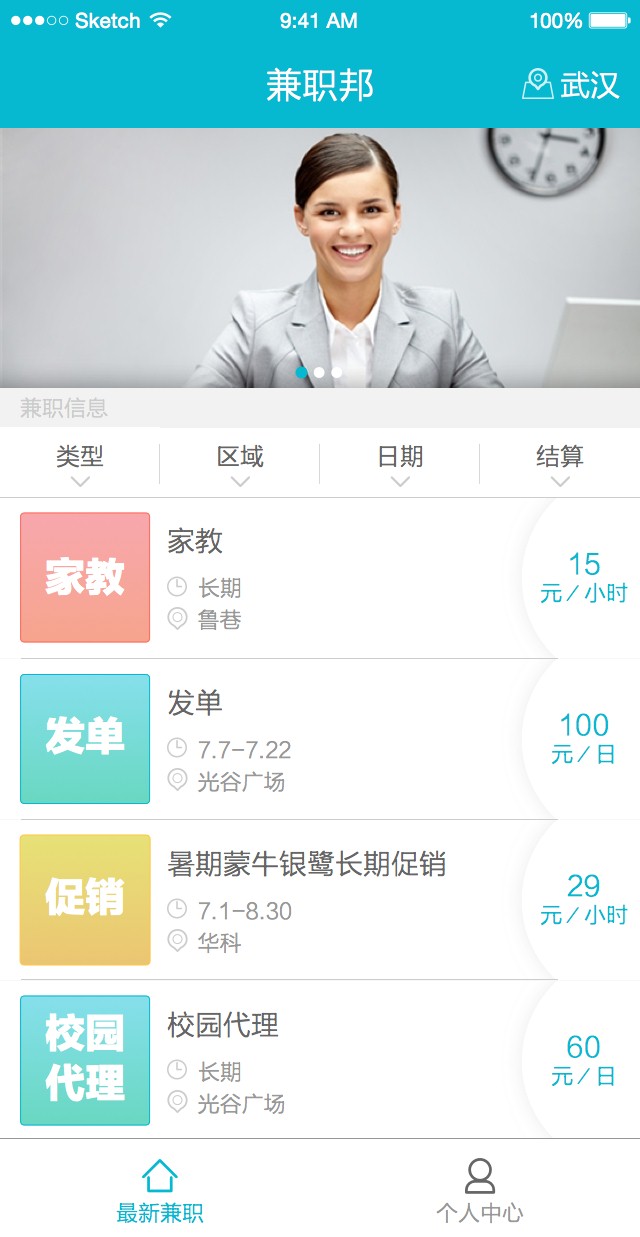 Sketch 9:41 AM 100%
兼职邦 武汉
兼职信息
类型 区域 日期 结算
家教
家教
长期
鲁巷
15
元／小时
发单
发单
7.7-7.22
光谷广场
100
元／日
促销
暑期蒙牛银鹭长期促销
7.1-8.30
华科
29
元／小时
校园
代理
校园代理
长期
光谷广场
60
元／日
最新兼职 个人中心